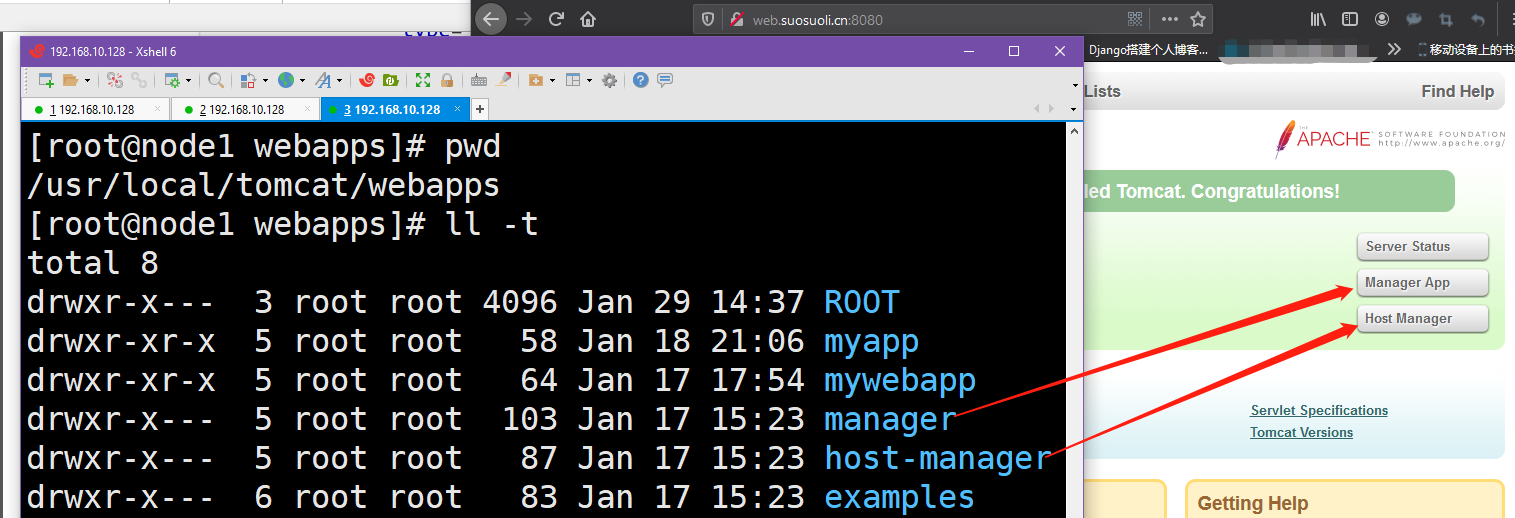 type=
web.suosuoli.cn:8080
Django搭建个人博客...
移动设备上的书
192.168.10.128 - Xshell 6
1 192.168.10.128
2 192.168.10.128
3 192.168.10.128
Lists
Find Help
THE APACHE SOFTWARE FOUNDATION
http://www.apache.org/
led Tomcat. Congratulations!
Server Status
Manager App
Host Manager
Servlet Specifications
Tomcat Versions
Getting Help
[root@node1 webapps]# pwd
/usr/local/tomcat/webapps
[root@node1 webapps]# ll -t
total 8
drwxr-x--- 3 root root 4096 Jan 29 14:37 ROOT
drwxr-xr-x 5 root root 58 Jan 18 21:06 myapp
drwxr-xr-x 5 root root 64 Jan 17 17:54 mywebapp
drwxr-x--- 5 root root 103 Jan 17 15:23 manager
drwxr-x--- 5 root root 87 Jan 17 15:23 host-manager
drwxr-x--- 6 root root 83 Jan 17 15:23 examples